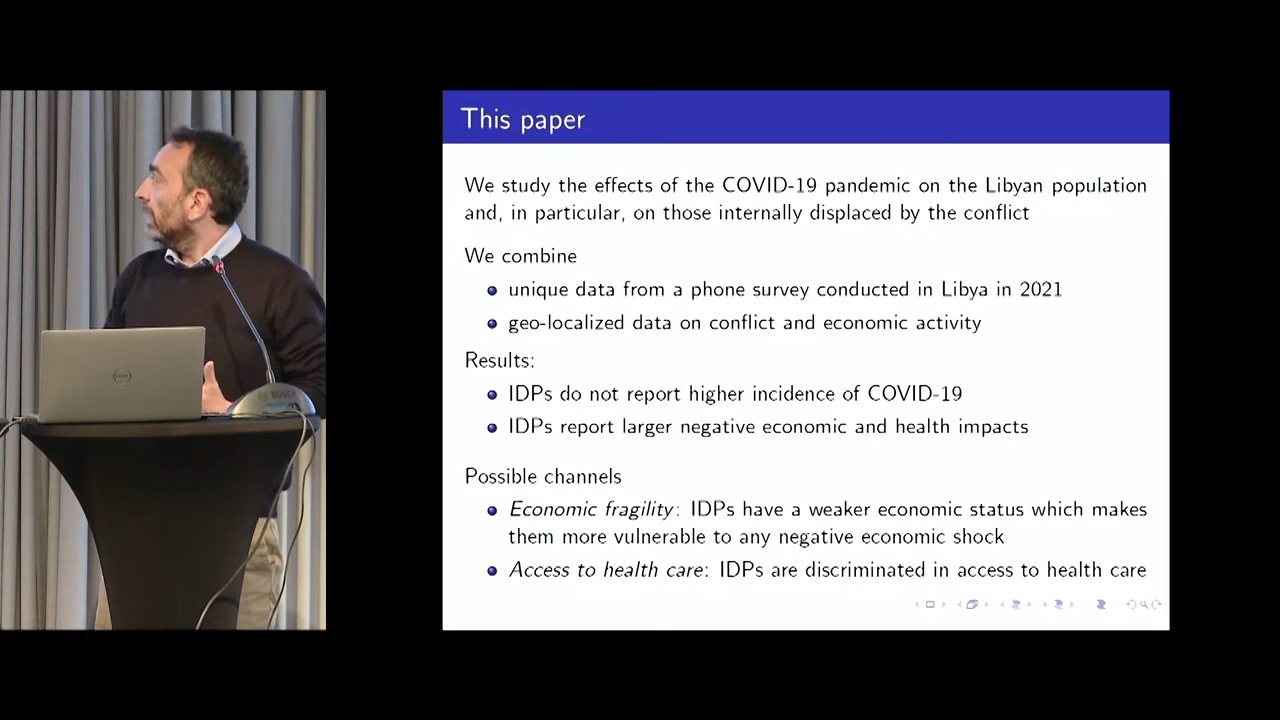 This paper
We study the effects of the COVID-19 pandemic on the Libyan population
and, in particular, on those internally displaced by the conflict
We combine
unique data from a phone survey conducted in Libya in 2021
geo-localized data on conflict and economic activity
Results:
IDPs do not report higher incidence of COVID-19
IDPs report larger negative economic and health impacts
Possible channels
Economic fragility: IDPs have a weaker economic status which makes
them more vulnerable to any negative economic shock
Access to health care: IDPs are discriminated in access to health care
DELL
BOSCH